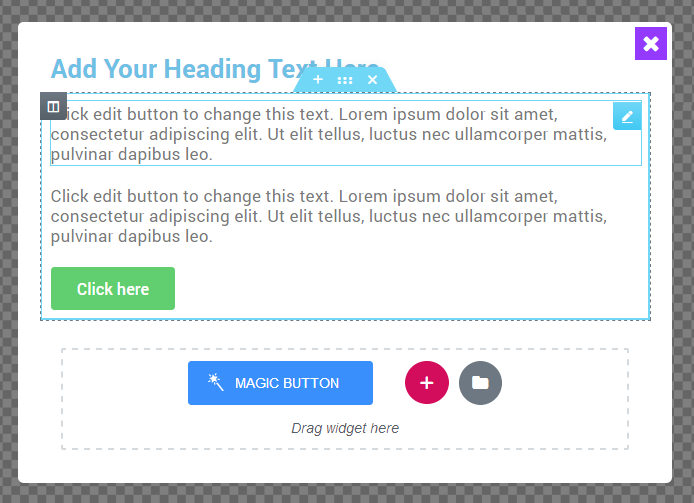 Add Your Heading Text Here
Click edit button to change this text. Lorem ipsum dolor sit amet,
consectetur adipiscing elit. Ut elit tellus, luctus nec ullamcorper mattis,
pulvinar dapibus leo.
Click edit button to change this text. Lorem ipsum dolor sit amet,
consectetur adipiscing elit. Ut elit tellus, luctus nec ullamcorper mattis,
pulvinar dapibus leo.
Click here
MAGIC BUTTON
Drag widget here